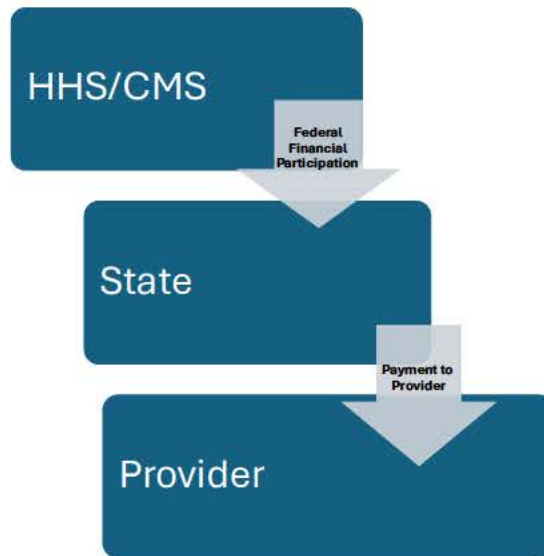 HHS/CMS
Federal
Financial
Participation
State
Payment to
Provider
Provider